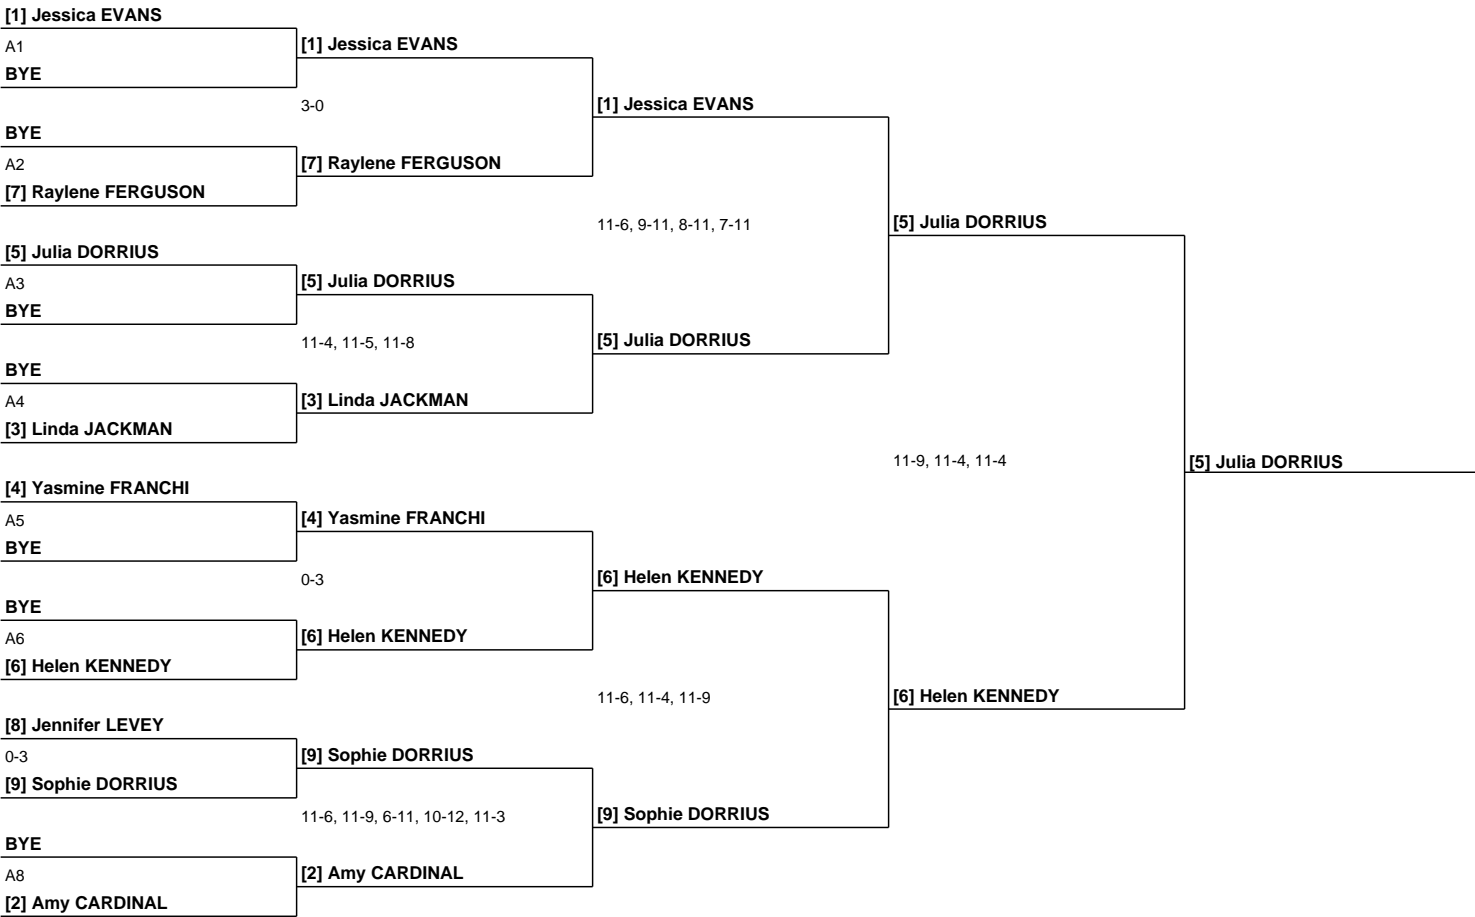 [1] Jessica EVANS
A1
BYE
BYE
A2
[7] Raylene FERGUSON
[5] Julia DORRIUS
A3
BYE
BYE
A4
[3] Linda JACKMAN
[4] Yasmine FRANCHI
A5
BYE
BYE
A6
[6] Helen KENNEDY
[8] Jennifer LEVEY
0-3
[9] Sophie DORRIUS
BYE
A8
[2] Amy CARDINAL
[1] Jessica EVANS
3-0
[7] Raylene FERGUSON
[5] Julia DORRIUS
11-4, 11-5, 11-8
[3] Linda JACKMAN
[4] Yasmine FRANCHI
0-3
[6] Helen KENNEDY
[9] Sophie DORRIUS
11-6, 11-9, 6-11, 10-12, 11-3
[2] Amy CARDINAL
[1] Jessica EVANS
11-6, 9-11, 8-11, 7-11
[5] Julia DORRIUS
[6] Helen KENNEDY
11-6, 11-4, 11-9
[9] Sophie DORRIUS
[5] Julia DORRIUS
11-9, 11-4, 11-4
[6] Helen KENNEDY
[5] Julia DORRIUS